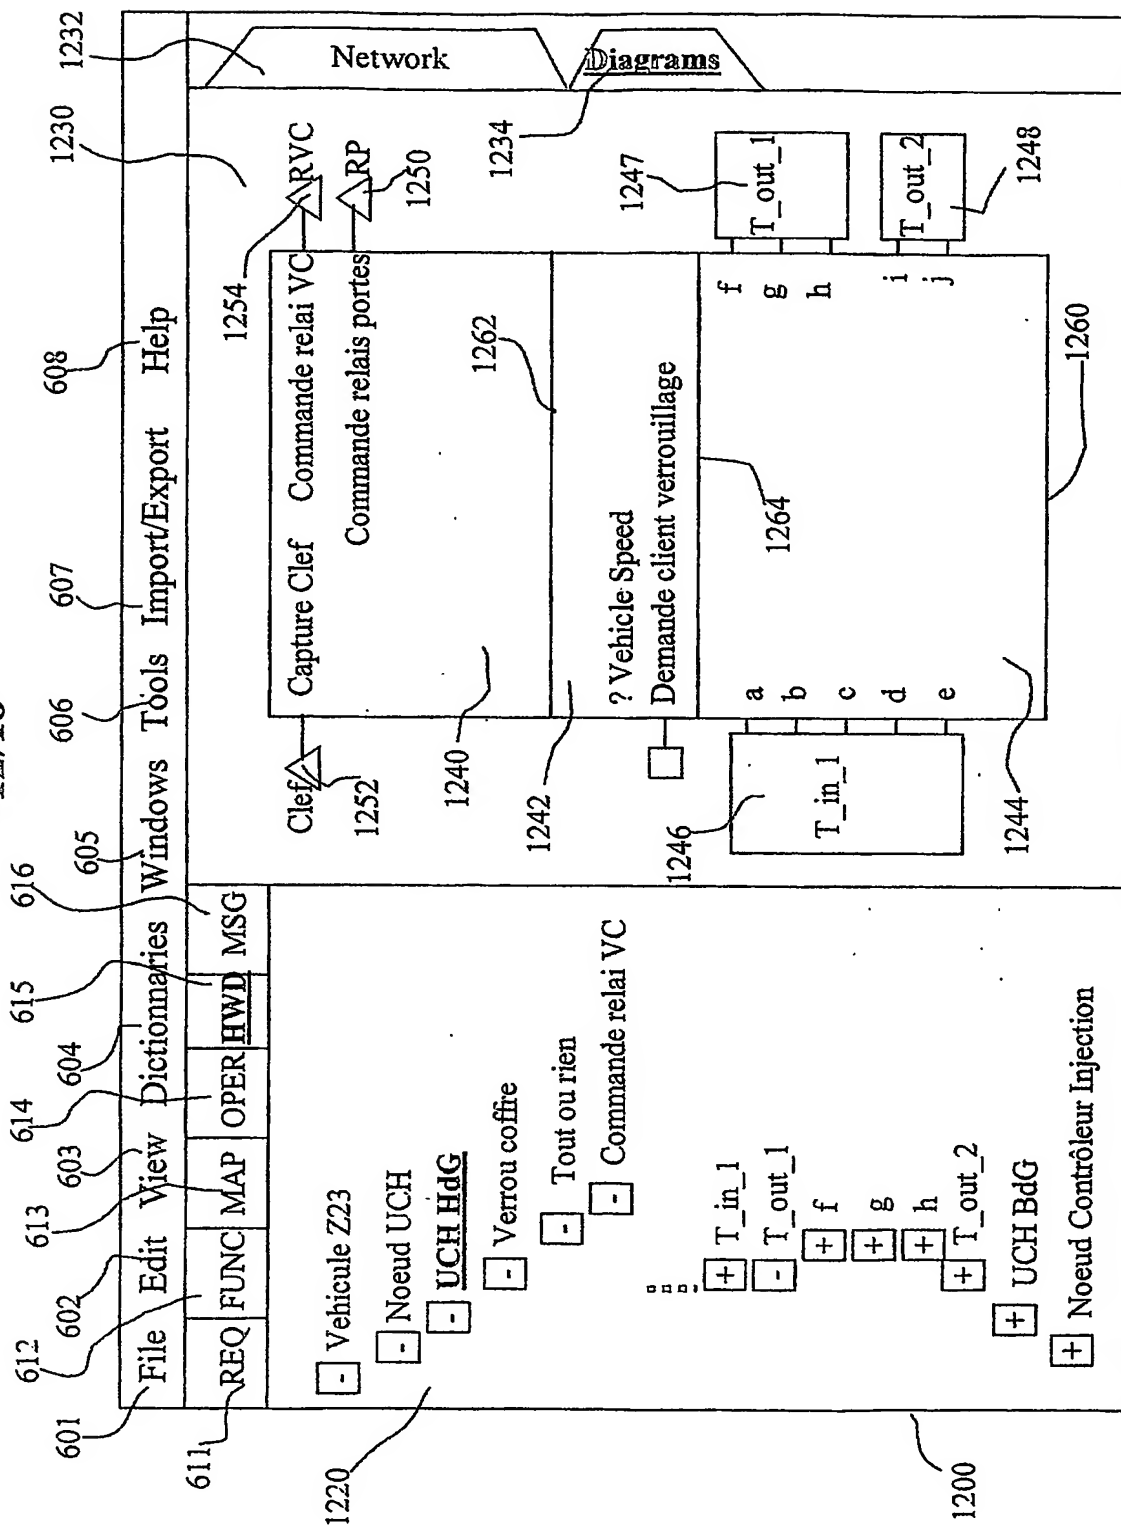 601
602
603
604
605
606
607
608
File Edit View Dictionnaries Windows Tools Import/Export Help
611
612
613
614
615
616
REQ FUNC MAP OPER HWD MSG
1220
- Vehicule Z23
- Noeud UCH
- UCH HdG
- Verrou coffre
- Tout ou rien
- Commande relai VC
+ T_in_1
- T_out_1
+ f
+ g
+ h
+ T_out_2
+ UCH BdG
+ Noeud Contrôleur Injection
1200
1230
1232
Network
1234
Diagrams
Clef
1252
Capture Clef
Commande relai VC
RVC
1254
Commande relais portes
RP
1250
1240
1262
1242
? Vehicle Speed
Demande client verrouillage
1264
1246
T_in_1
a
b
c
d
e
f
g
h
i
j
1247
T_out_1
T_out_2
1248
1244
1260